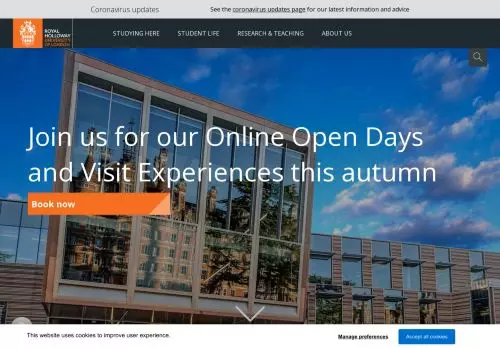 Coronavirus updates
See the coronavirus updates page for our latest information and advice
ROYAL
HOLLOWAY
UNIVERSITY
OF LONDON
STUDYING HERE
STUDENT LIFE
RESEARCH & TEACHING
ABOUT US
Join us for our Online Open Days
and Visit Experiences this autumn
Book now
This website uses cookies to improve user experience.
Manage preferences
Accept all cookies